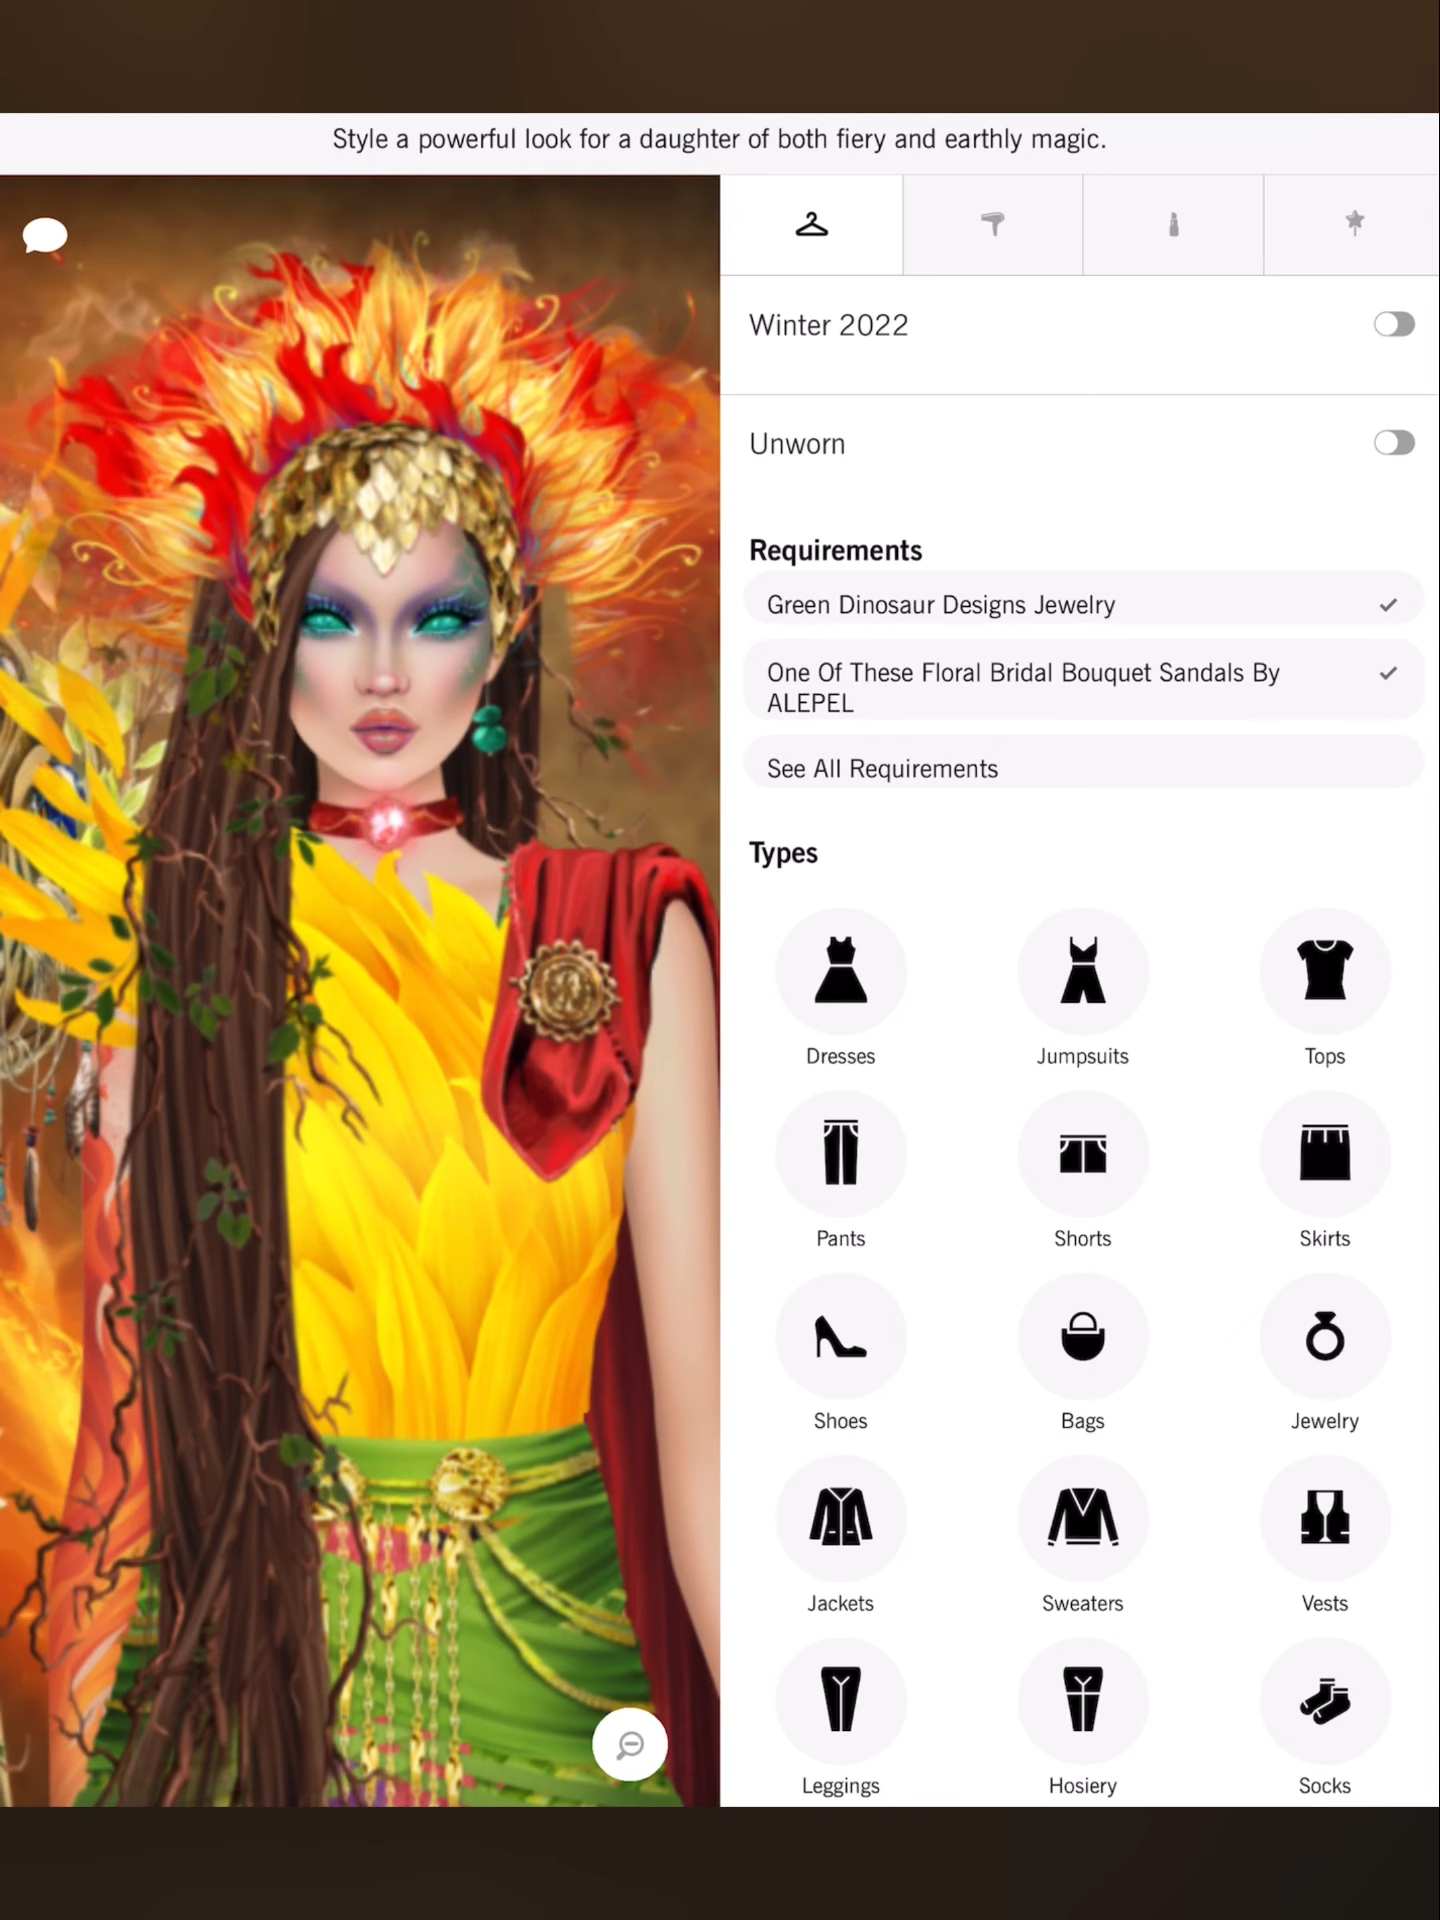 Style a powerful look for a daughter of both fiery and earthly magic.
Winter 2022
Unworn
Requirements
Green Dinosaur Designs Jewelry
One Of These Floral Bridal Bouquet Sandals By
ALEPEL
See All Requirements
Types
Dresses
Jumpsuits
Tops
Pants
Shorts
Skirts
Shoes
Bags
Jewelry
Jackets
Sweaters
Vests
Leggings
Hosiery
Socks